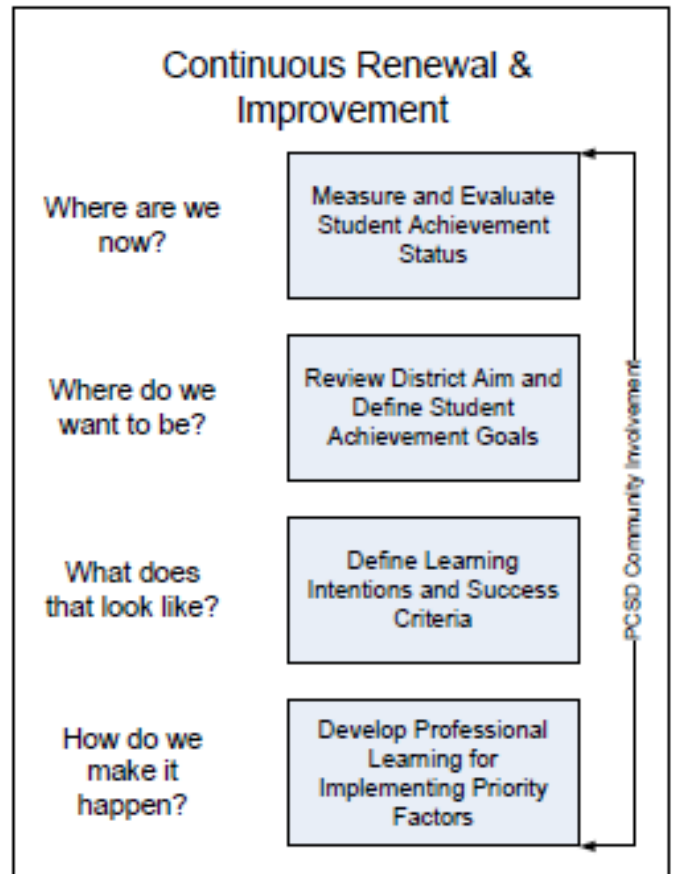 Continuous Renewal &
Improvement
Where are we
now?
Measure and Evaluate
Student Achievement
Status
Where do we
want to be?
Review District Aim and
Define Student
Achievement Goals
What does
that look like?
Define Learning
Intentions and Success
Criteria
How do we
make it
happen?
Develop Professional
Learning for
Implementing Priority
Factors
PCSD Community Involvement